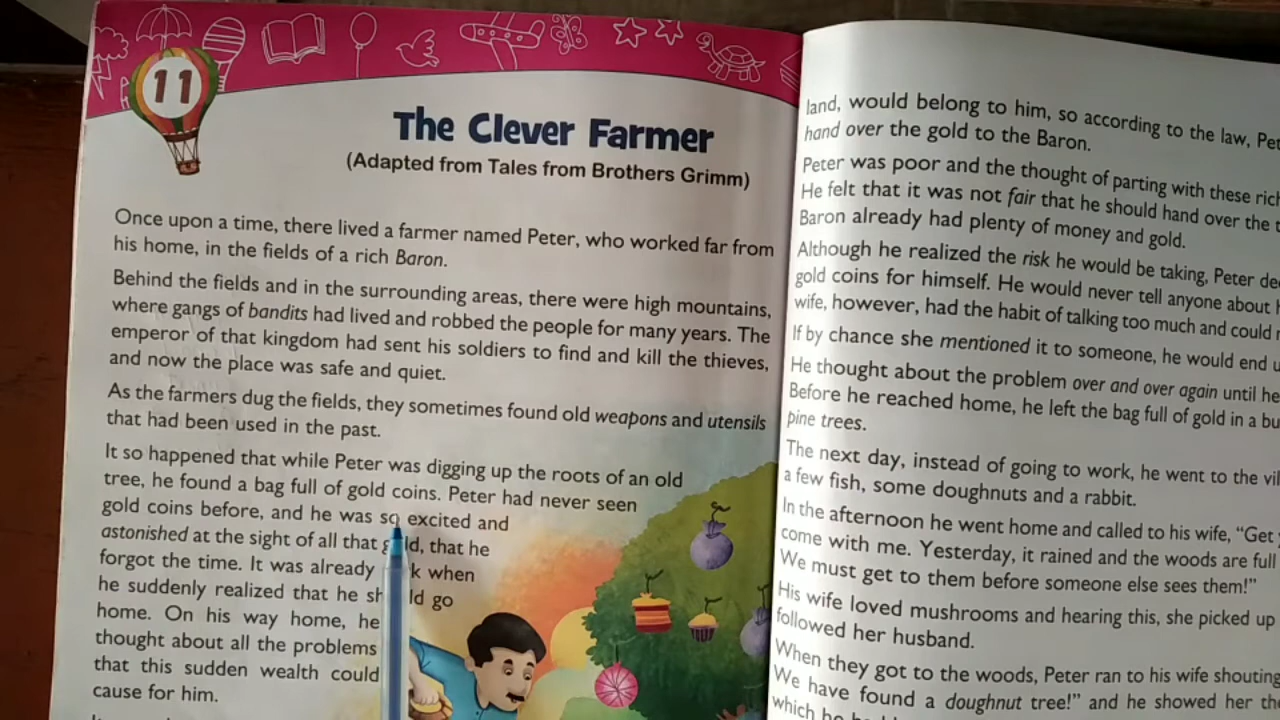 11
The Clever Farmer
(Adapted from Tales from Brothers Grimm)
Once upon a time, there lived a farmer named Peter, who worked far from
his home, in the fields of a rich Baron.
Behind the fields and in the surrounding areas, there were high mountains,
where gangs of bandits had lived and robbed the people for many years. The
emperor of that kingdom had sent his soldiers to find and kill the thieves,
and now the place was safe and quiet.
As the farmers dug the fields, they sometimes found old weapons and utensils
that had been used in the past.
It so happened that while Peter was digging up the roots of an old
tree, he found a bag full of gold coins. Peter had never seen
gold coins before, and he was so excited and
astonished at the sight of all that that he
forgot the time. It was already when
he suddenly realized that he go
home. On his way home, he
thought about all the problems
that this sudden wealth could
cause for him.
land, would belong to him, so according to the law,
hand over the gold to the Baron.
Peter was poor and the thought of parting with these
He felt that it was not fair that he should hand over the
Baron already had plenty of money and gold.
Although he realized the risk he would be taking, Peter
gold coins for himself. He would never tell anyone about
wife, however, had the habit of talking too much and could
If by chance she mentioned it to someone, he would end
He thought about the problem over and over again until he
Before he reached home, he left the bag full of gold in a
pine trees.
The next day, instead of going to work, he went to the
a few fish, some doughnuts and a rabbit.
In the afternoon he went home and called to his wife, “Get
come with me. Yesterday, it rained and the woods are full
We must get to them before someone else sees them!”
His wife loved mushrooms and hearing this, she picked up
followed her husband.
When they got to the woods, Peter ran to his wife shouting
We have found a doughnut tree!” and he showed her
which he